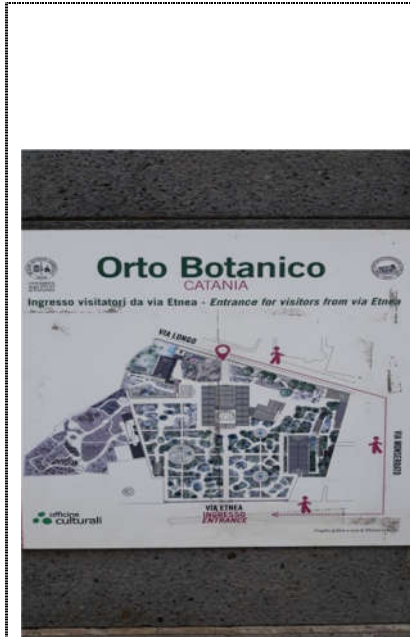 Orto Botanico
CATANIA
Ingresso visitatori da via Etnea - Entrance for visitors from via Etnea
VIA LONGO
VIA MONSERRATO
VIA ETNEA
INGRESSO
ENTRANCE
officine
culturali